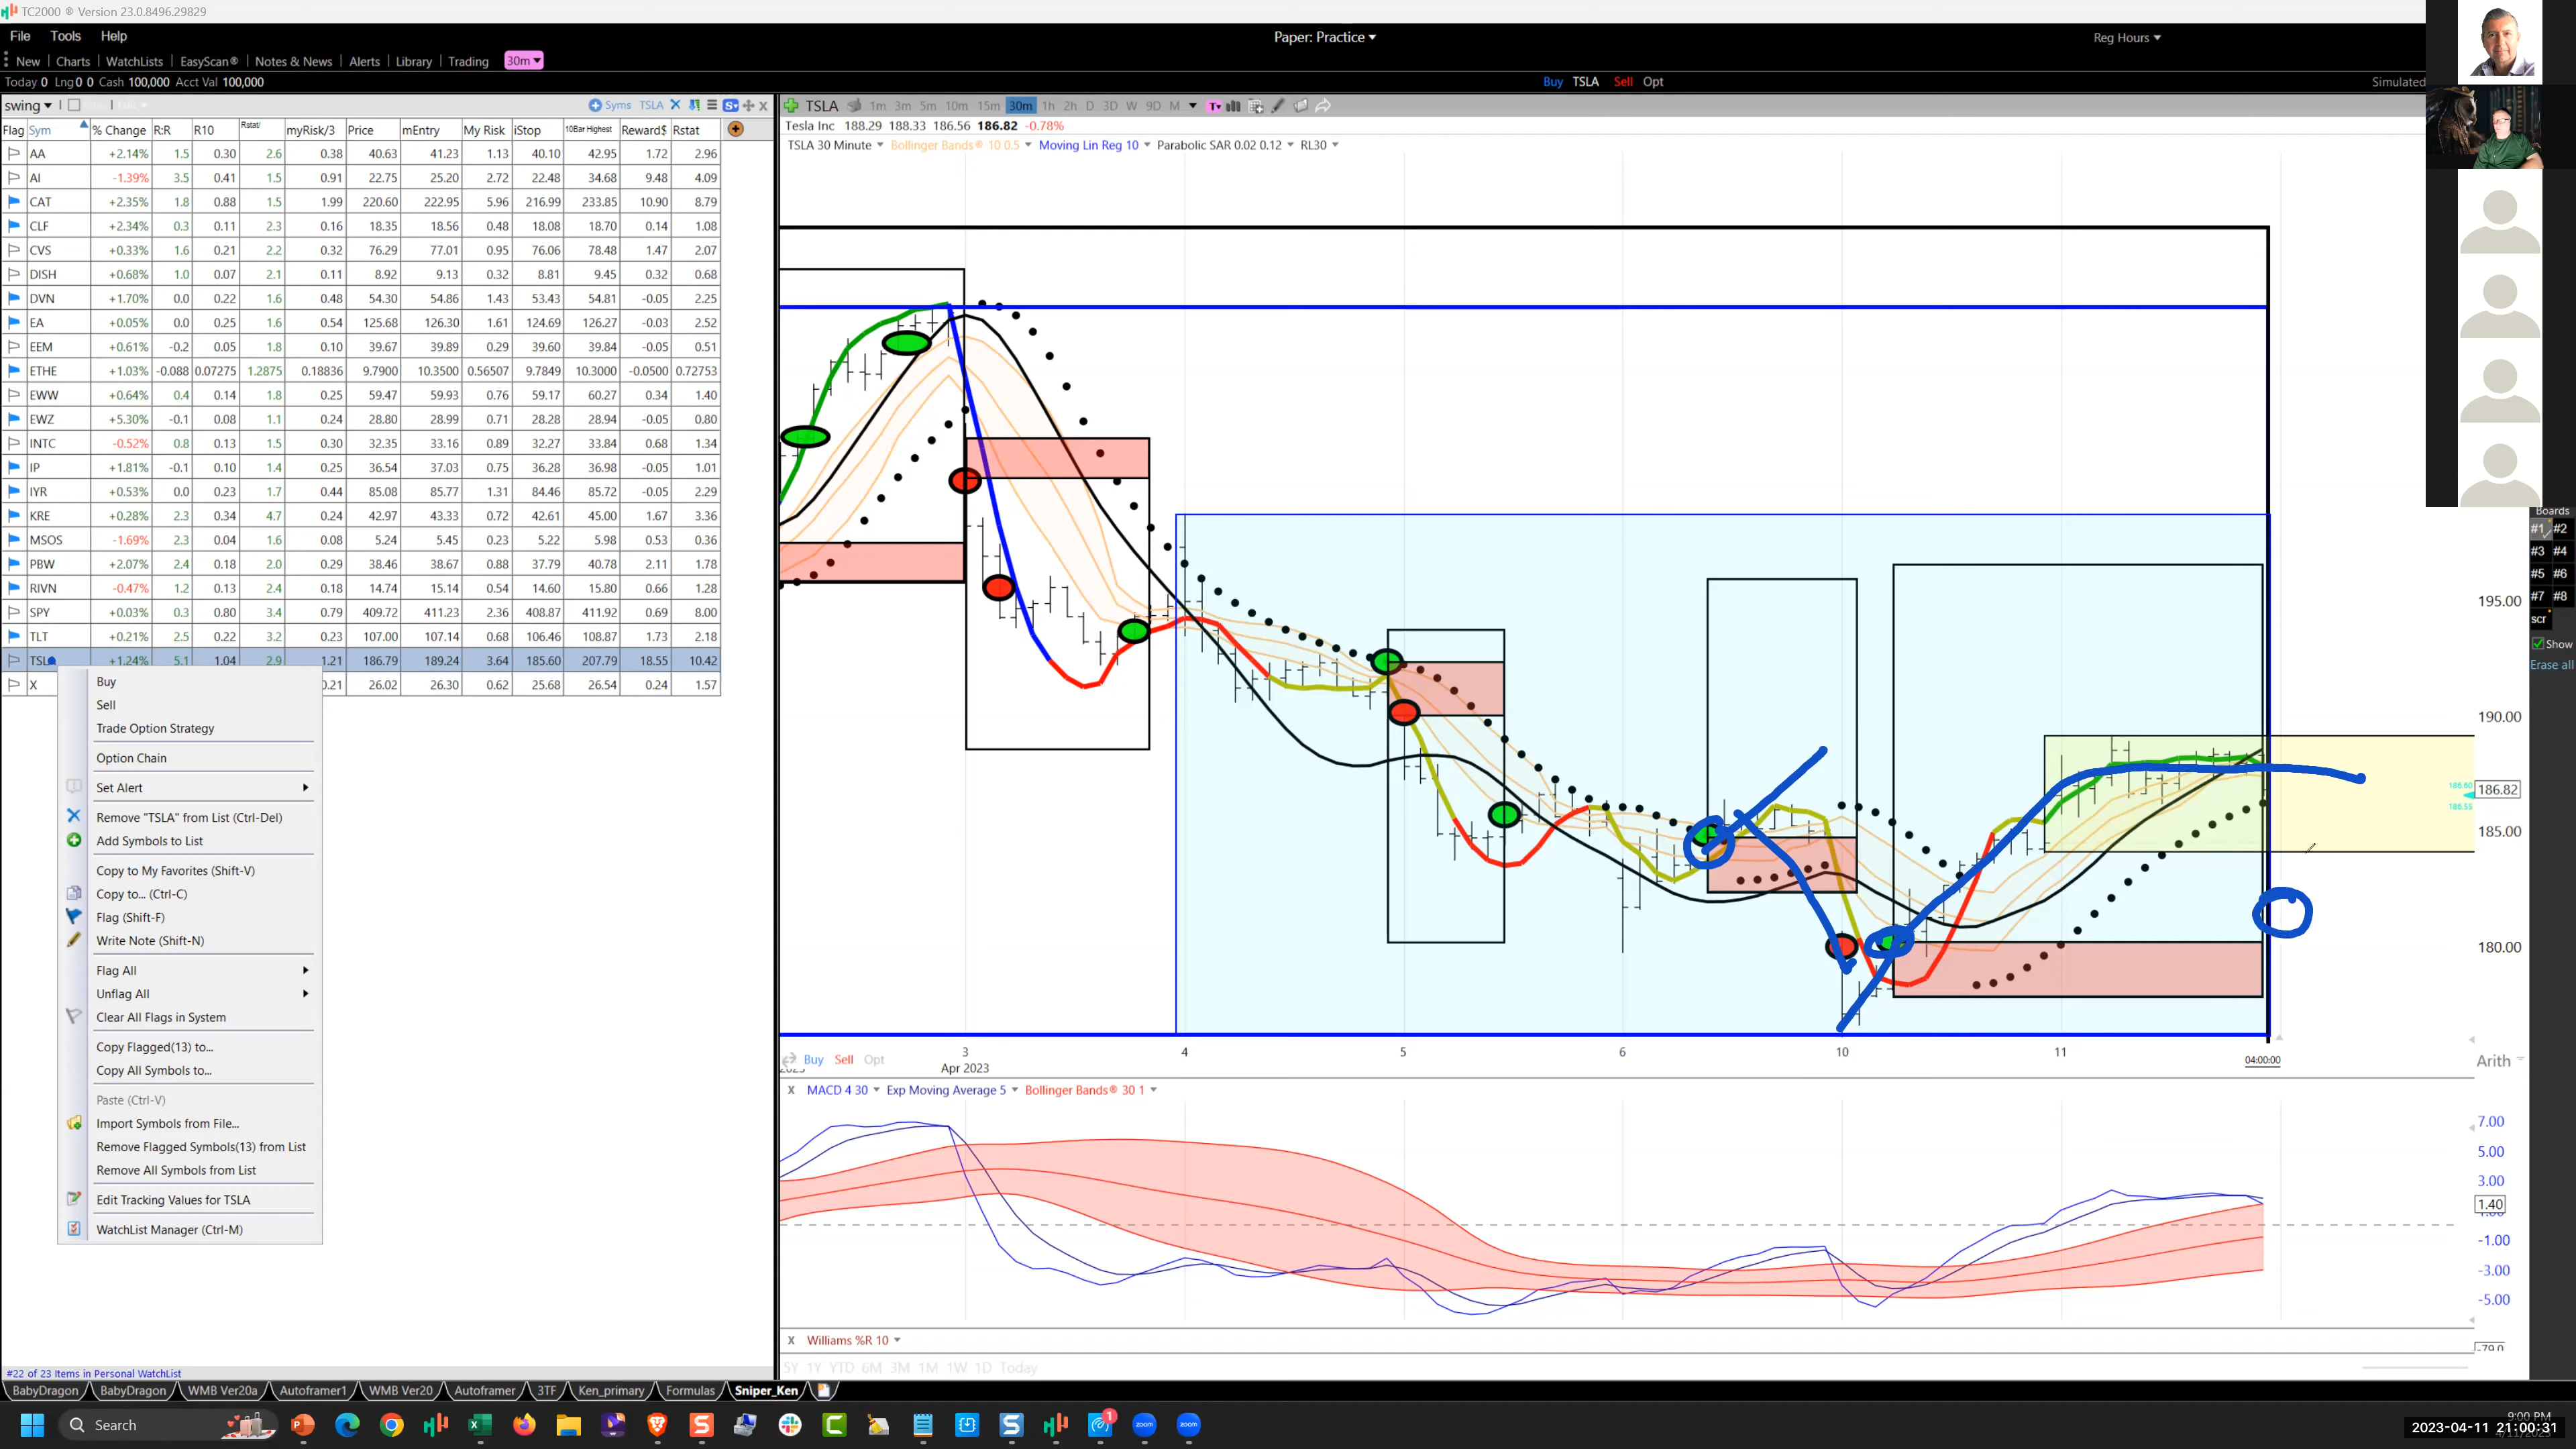 TC2000 ® Version 23.0.8496.29829
File Tools Help
Paper: Practice
Reg Hours
New | Charts | WatchLists | EasyScan® | Notes & News | Alerts | Library | Trading 30m
Today 0 Lng 0 0 Cash 100,000 Acct Val 100,000
Buy TSLA Sell Opt
Simulated
swing
Syms TSLA
TSLA 1m 3m 5m 10m 15m 30m 1h 2h D 3D W 9D M
Flag Sym % Change R:R R10 Rstat/ myRisk/3 Price mEntry My Risk iStop 10Bar Highest Reward$ Rstat
Tesla Inc 188.29 188.33 186.56 186.82 -0.78%
TSLA 30 Minute Bollinger Bands® 10 0.5 Moving Lin Reg 10 Parabolic SAR 0.02 0.12 RL30
AA +2.14% 1.5 0.30 2.6 0.38 40.63 41.23 1.13 40.10 42.95 1.72 2.96
AI -1.39% 3.5 0.41 1.5 0.91 22.75 25.20 2.72 22.48 34.68 9.48 4.09
CAT +2.35% 1.8 0.88 1.5 1.99 220.60 222.95 5.96 216.99 233.85 10.90 8.79
CLF +2.34% 0.3 0.11 2.3 0.16 18.35 18.56 0.48 18.08 18.70 0.14 1.08
CVS +0.33% 1.6 0.21 2.2 0.32 76.29 77.01 0.95 76.06 78.48 1.47 2.07
DISH +0.68% 1.0 0.07 2.1 0.11 8.92 9.13 0.32 8.81 9.45 0.32 0.68
DVN +1.70% 0.0 0.22 1.6 0.48 54.30 54.86 1.43 53.43 54.81 -0.05 2.25
EA +0.05% 0.0 0.25 1.6 0.54 125.68 126.30 1.61 124.69 126.27 -0.03 2.52
EEM +0.61% -0.2 0.05 1.8 0.10 39.67 39.89 0.29 39.60 39.84 -0.05 0.51
ETHE +1.03% -0.088 0.07275 1.2875 0.18836 9.7900 10.3500 0.56507 9.7849 10.3000 -0.0500 0.72753
EWW +0.64% 0.4 0.14 1.8 0.25 59.47 59.93 0.76 59.17 60.27 0.34 1.40
EWZ +5.30% -0.1 0.08 1.1 0.24 28.80 28.99 0.71 28.28 28.94 -0.05 0.80
INTC -0.52% 0.8 0.13 1.5 0.30 32.35 33.16 0.89 32.27 33.84 0.68 1.34
IP +1.81% -0.1 0.10 1.4 0.25 36.54 37.03 0.75 36.28 36.98 -0.05 1.01
IYR +0.53% 0.0 0.23 1.7 0.44 85.08 85.77 1.31 84.46 85.72 -0.05 2.29
KRE +0.28% 2.3 0.34 4.7 0.24 42.97 43.33 0.72 42.61 45.00 1.67 3.36
MSOS -1.69% 2.3 0.04 1.6 0.08 5.24 5.45 0.23 5.22 5.98 0.53 0.36
PBW +2.07% 2.4 0.18 2.0 0.29 38.46 38.67 0.88 37.79 40.78 2.11 1.78
RIVN -0.47% 1.2 0.13 2.4 0.18 14.74 15.14 0.54 14.60 15.80 0.66 1.28
SPY +0.03% 0.3 0.80 3.4 0.79 409.72 411.23 2.36 408.87 411.92 0.69 8.00
TLT +0.21% 2.5 0.22 3.2 0.23 107.00 107.14 0.68 106.46 108.87 1.73 2.18
TSL +1.24% 5.1 1.04 2.9 1.21 186.79 189.24 3.64 185.60 207.79 18.55 10.42
X 0.21 26.02 26.30 0.62 25.68 26.54 0.24 1.57
Buy
Sell
Trade Option Strategy
Option Chain
Set Alert
Remove "TSLA" from List (Ctrl-Del)
Add Symbols to List
Copy to My Favorites (Shift-V)
Copy to... (Ctrl-C)
Flag (Shift-F)
Write Note (Shift-N)
Flag All
Unflag All
Clear All Flags in System
Copy Flagged(13) to...
Copy All Symbols to...
Paste (Ctrl-V)
Import Symbols from File...
Remove Flagged Symbols(13) from List
Remove All Symbols from List
Edit Tracking Values for TSLA
WatchList Manager (Ctrl-M)
Boards
#1 #2
#3 #4
#5 #6
#7 #8
scr
Show
Erase all
195.00
190.00
186.60
186.82
186.55
185.00
180.00
3 4 5 6 10 11
Apr 2023
04:00:00
Buy Sell Opt
Arith
X MACD 4 30 Exp Moving Average 5 Bollinger Bands® 30 1
7.00
5.00
3.00
1.40
-1.00
-3.00
-5.00
X Williams %R 10
5Y 1Y YTD 6M 3M 1M 1W 1D Today
#22 of 23 Items in Personal WatchList
BabyDragon BabyDragon WMB Ver20a Autoframer1 WMB Ver20 Autoframer 3TF Ken_primary Formulas Sniper_Ken
Search
zoom zoom
9:00 PM
2023-04-11 21:00:31